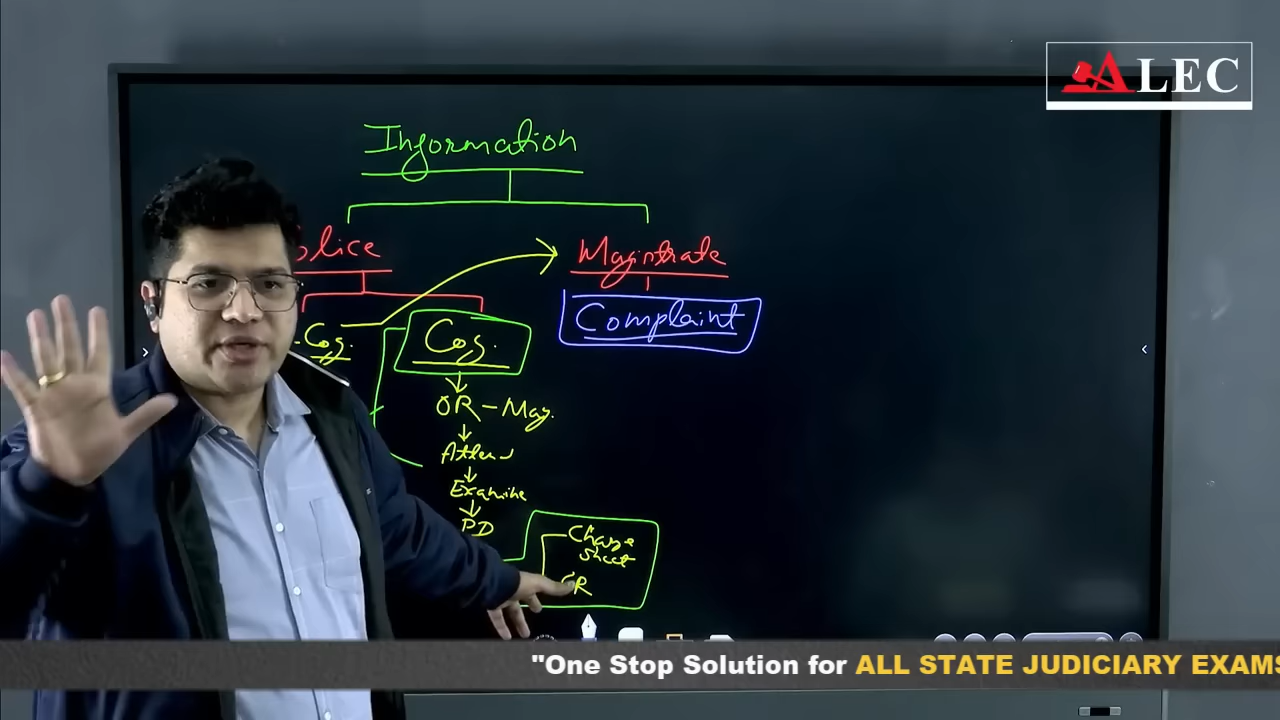 ALEC
Information
olice
Magistrate
Cog.
Cog.
Complaint
OR - Mag.
Examine
PD
Charge
Sheet
CR
"One Stop Solution for ALL STATE JUDICIARY EXAMS